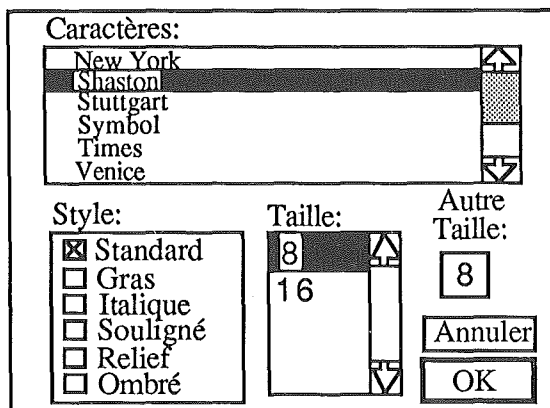 Caractères:
New York
Shaston
Stuttgart
Symbol
Times
Venice
Style:
Standard
Gras
Italique
Souligné
Relief
Ombré
Taille:
8
16
Autre
Taille:
8
Annuler
OK